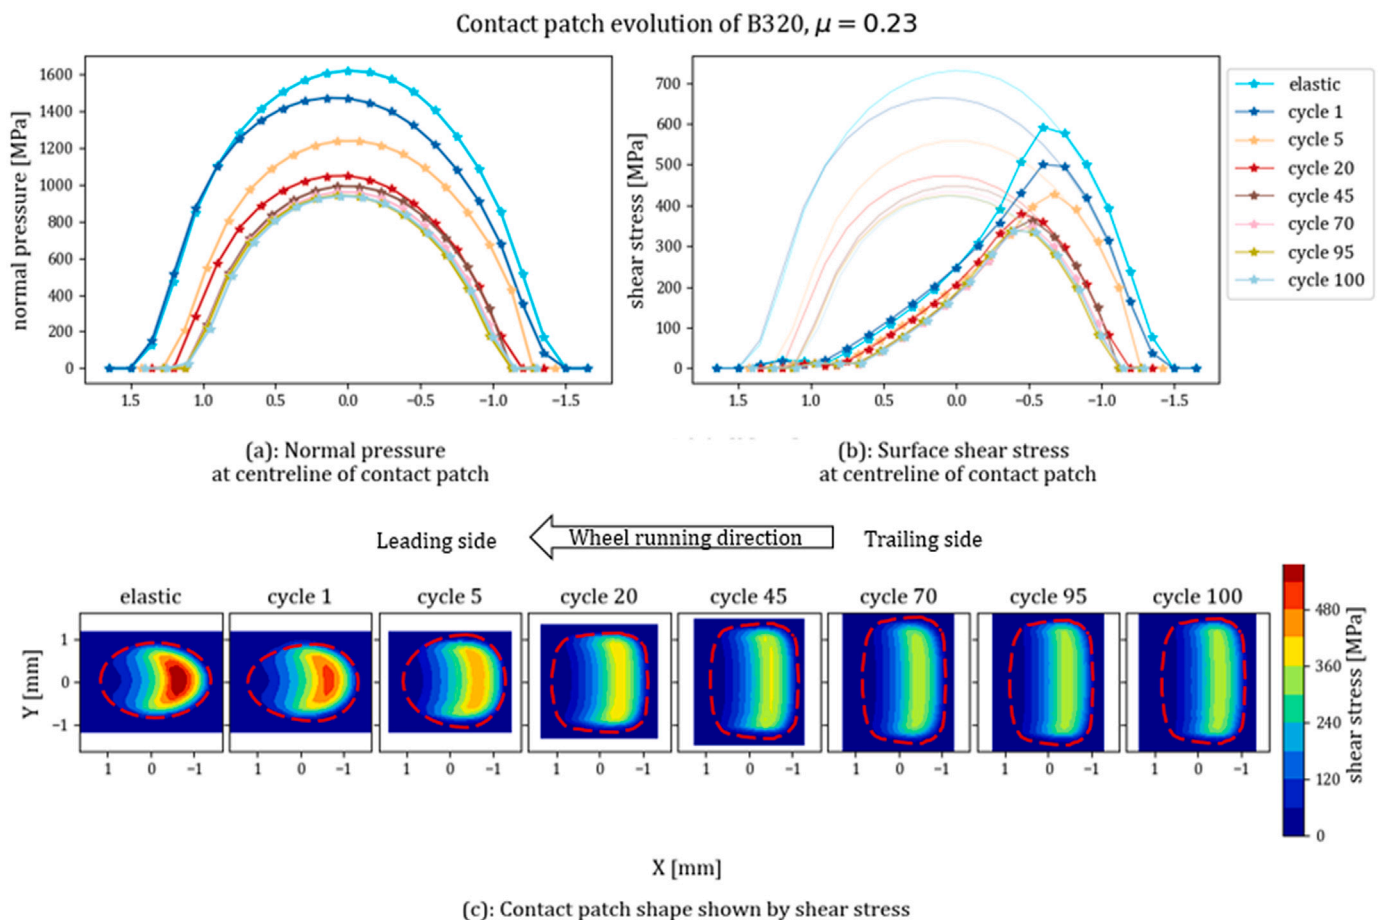 Contact patch evolution of B320, μ = 0.23
normal pressure [MPa]
1600
1400
1200
1000
800
600
400
200
0
1.5 1.0 0.5 0.0 −0.5 −1.0 −1.5
(a): Normal pressure
at centreline of contact patch
shear stress [MPa]
700
600
500
400
300
200
100
0
1.5 1.0 0.5 0.0 −0.5 −1.0 −1.5
(b): Surface shear stress
at centreline of contact patch
elastic
cycle 1
cycle 5
cycle 20
cycle 45
cycle 70
cycle 95
cycle 100
Leading side
Wheel running direction
Trailing side
elastic cycle 1 cycle 5 cycle 20 cycle 45 cycle 70 cycle 95 cycle 100
Y [mm]
1
0
−1
1 0 −1 1 0 −1 1 0 −1 1 0 −1 1 0 −1 1 0 −1 1 0 −1 1 0 −1
480
360
240
120
0
shear stress [MPa]
X [mm]
(c): Contact patch shape shown by shear stress